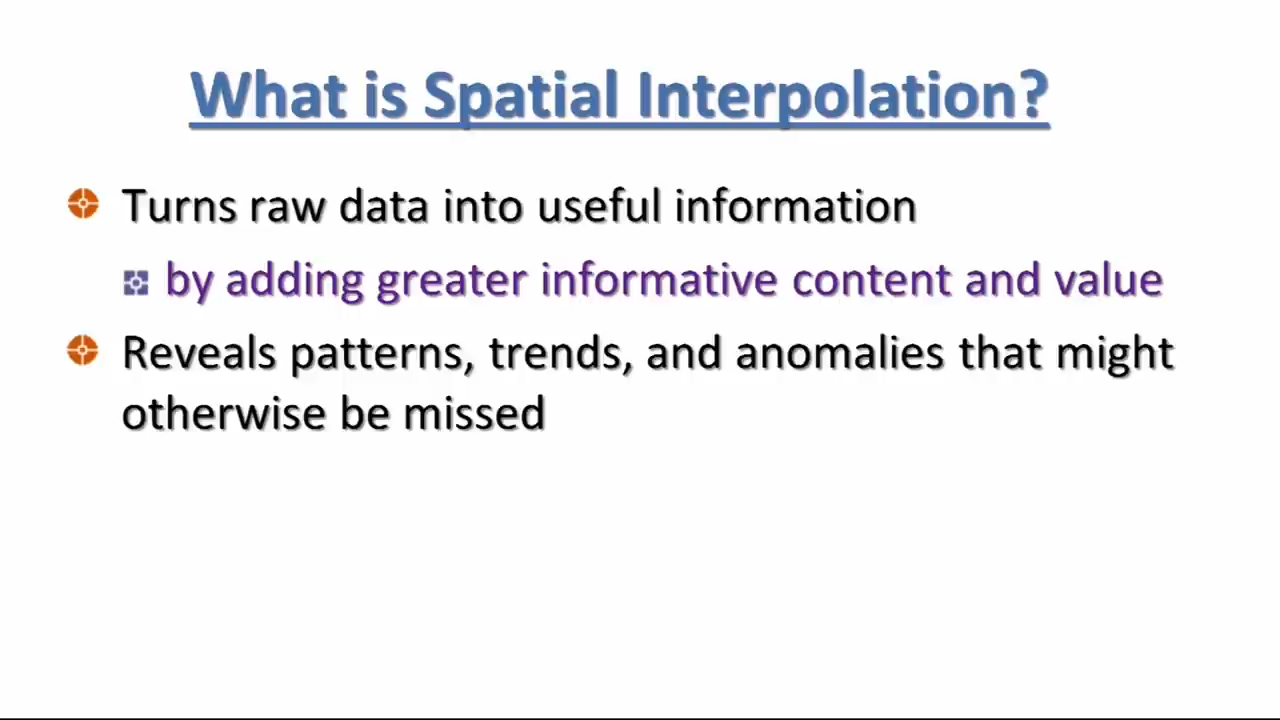 What is Spatial Interpolation?
Turns raw data into useful information
by adding greater informative content and value
Reveals patterns, trends, and anomalies that might
otherwise be missed